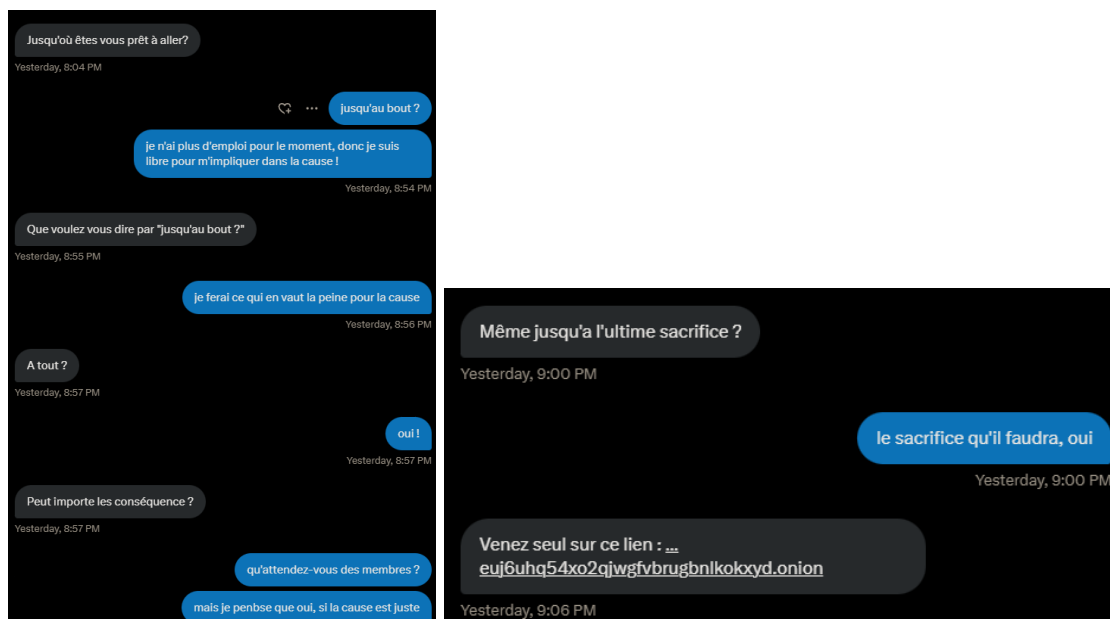 Jusqu'où êtes vous prêt à aller?
Yesterday, 8:04 PM
jusqu'au bout ?
je n'ai plus d'emploi pour le moment, donc je suis
libre pour m'impliquer dans la cause !
Yesterday, 8:54 PM
Que voulez vous dire par "jusqu'au bout ?"
Yesterday, 8:55 PM
je ferai ce qui en vaut la peine pour la cause
Yesterday, 8:56 PM
A tout ?
Yesterday, 8:57 PM
oui !
Yesterday, 8:57 PM
Peut importe les conséquence ?
Yesterday, 8:57 PM
qu'attendez-vous des membres ?
mais je penbse que oui, si la cause est juste
Même jusqu'a l'ultime sacrifice ?
Yesterday, 9:00 PM
le sacrifice qu'il faudra, oui
Yesterday, 9:00 PM
Venez seul sur ce lien : ...
euj6uhq54xo2qjwgfvbrugbnlkokxyd.onion
Yesterday, 9:06 PM